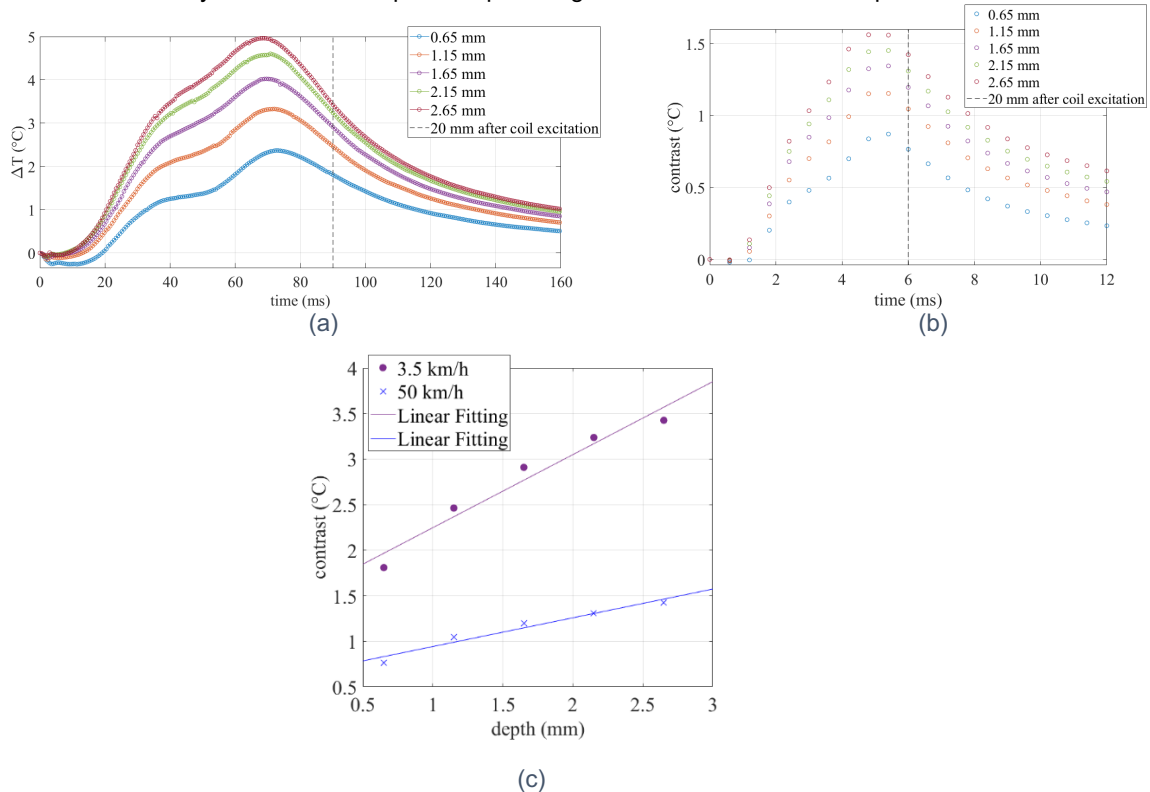 0.65 mm
1.15 mm
1.65 mm
2.15 mm
2.65 mm
20 mm after coil excitation
5
4
3
2
1
0
ΔT (°C)
0 20 40 60 80 100 120 140 160
time (ms)
(a)
0.65 mm
1.15 mm
1.65 mm
2.15 mm
2.65 mm
20 mm after coil excitation
1.5
1
0.5
0
contrast (°C)
0 2 4 6 8 10 12
time (ms)
(b)
3.5 km/h
50 km/h
Linear Fitting
Linear Fitting
4
3.5
3
2.5
2
1.5
1
0.5
contrast (°C)
0.5 1 1.5 2 2.5 3
depth (mm)
(c)